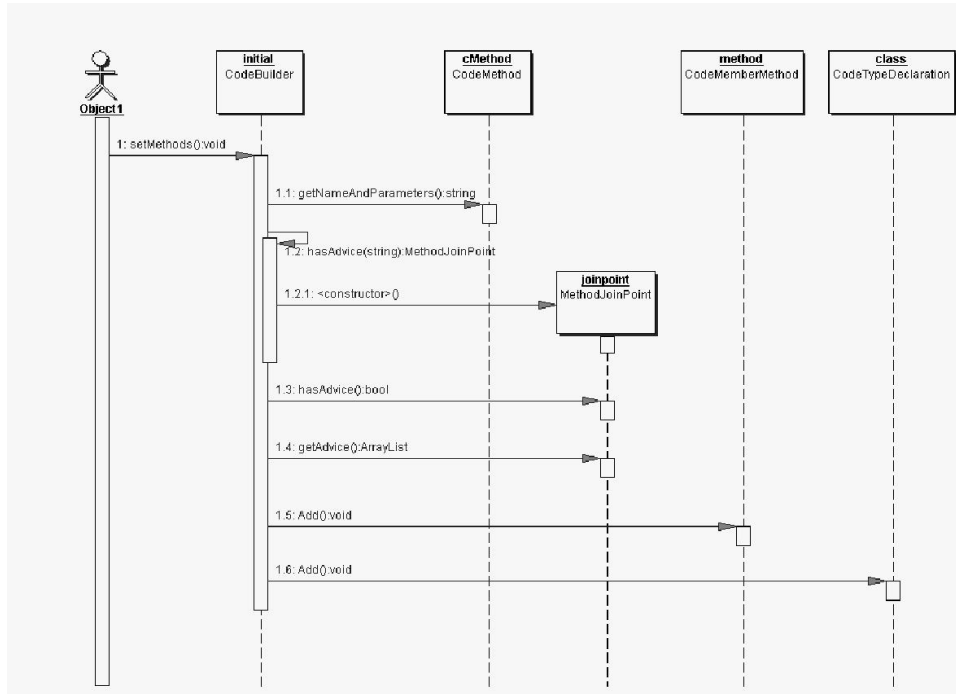 initial
CodeBuilder
cMethod
CodeMethod
method
CodeMemberMethod
class
CodeTypeDeclaration
Object1
1: setMethods():void
1.1: getNameAndParameters():string
1.2: hasAdvice(string):MethodJoinPoint
joinpoint
MethodJoinPoint
1.2.1: <constructor>()
1.3: hasAdvice():bool
1.4: getAdvice():ArrayList
1.5: Add():void
1.6: Add():void